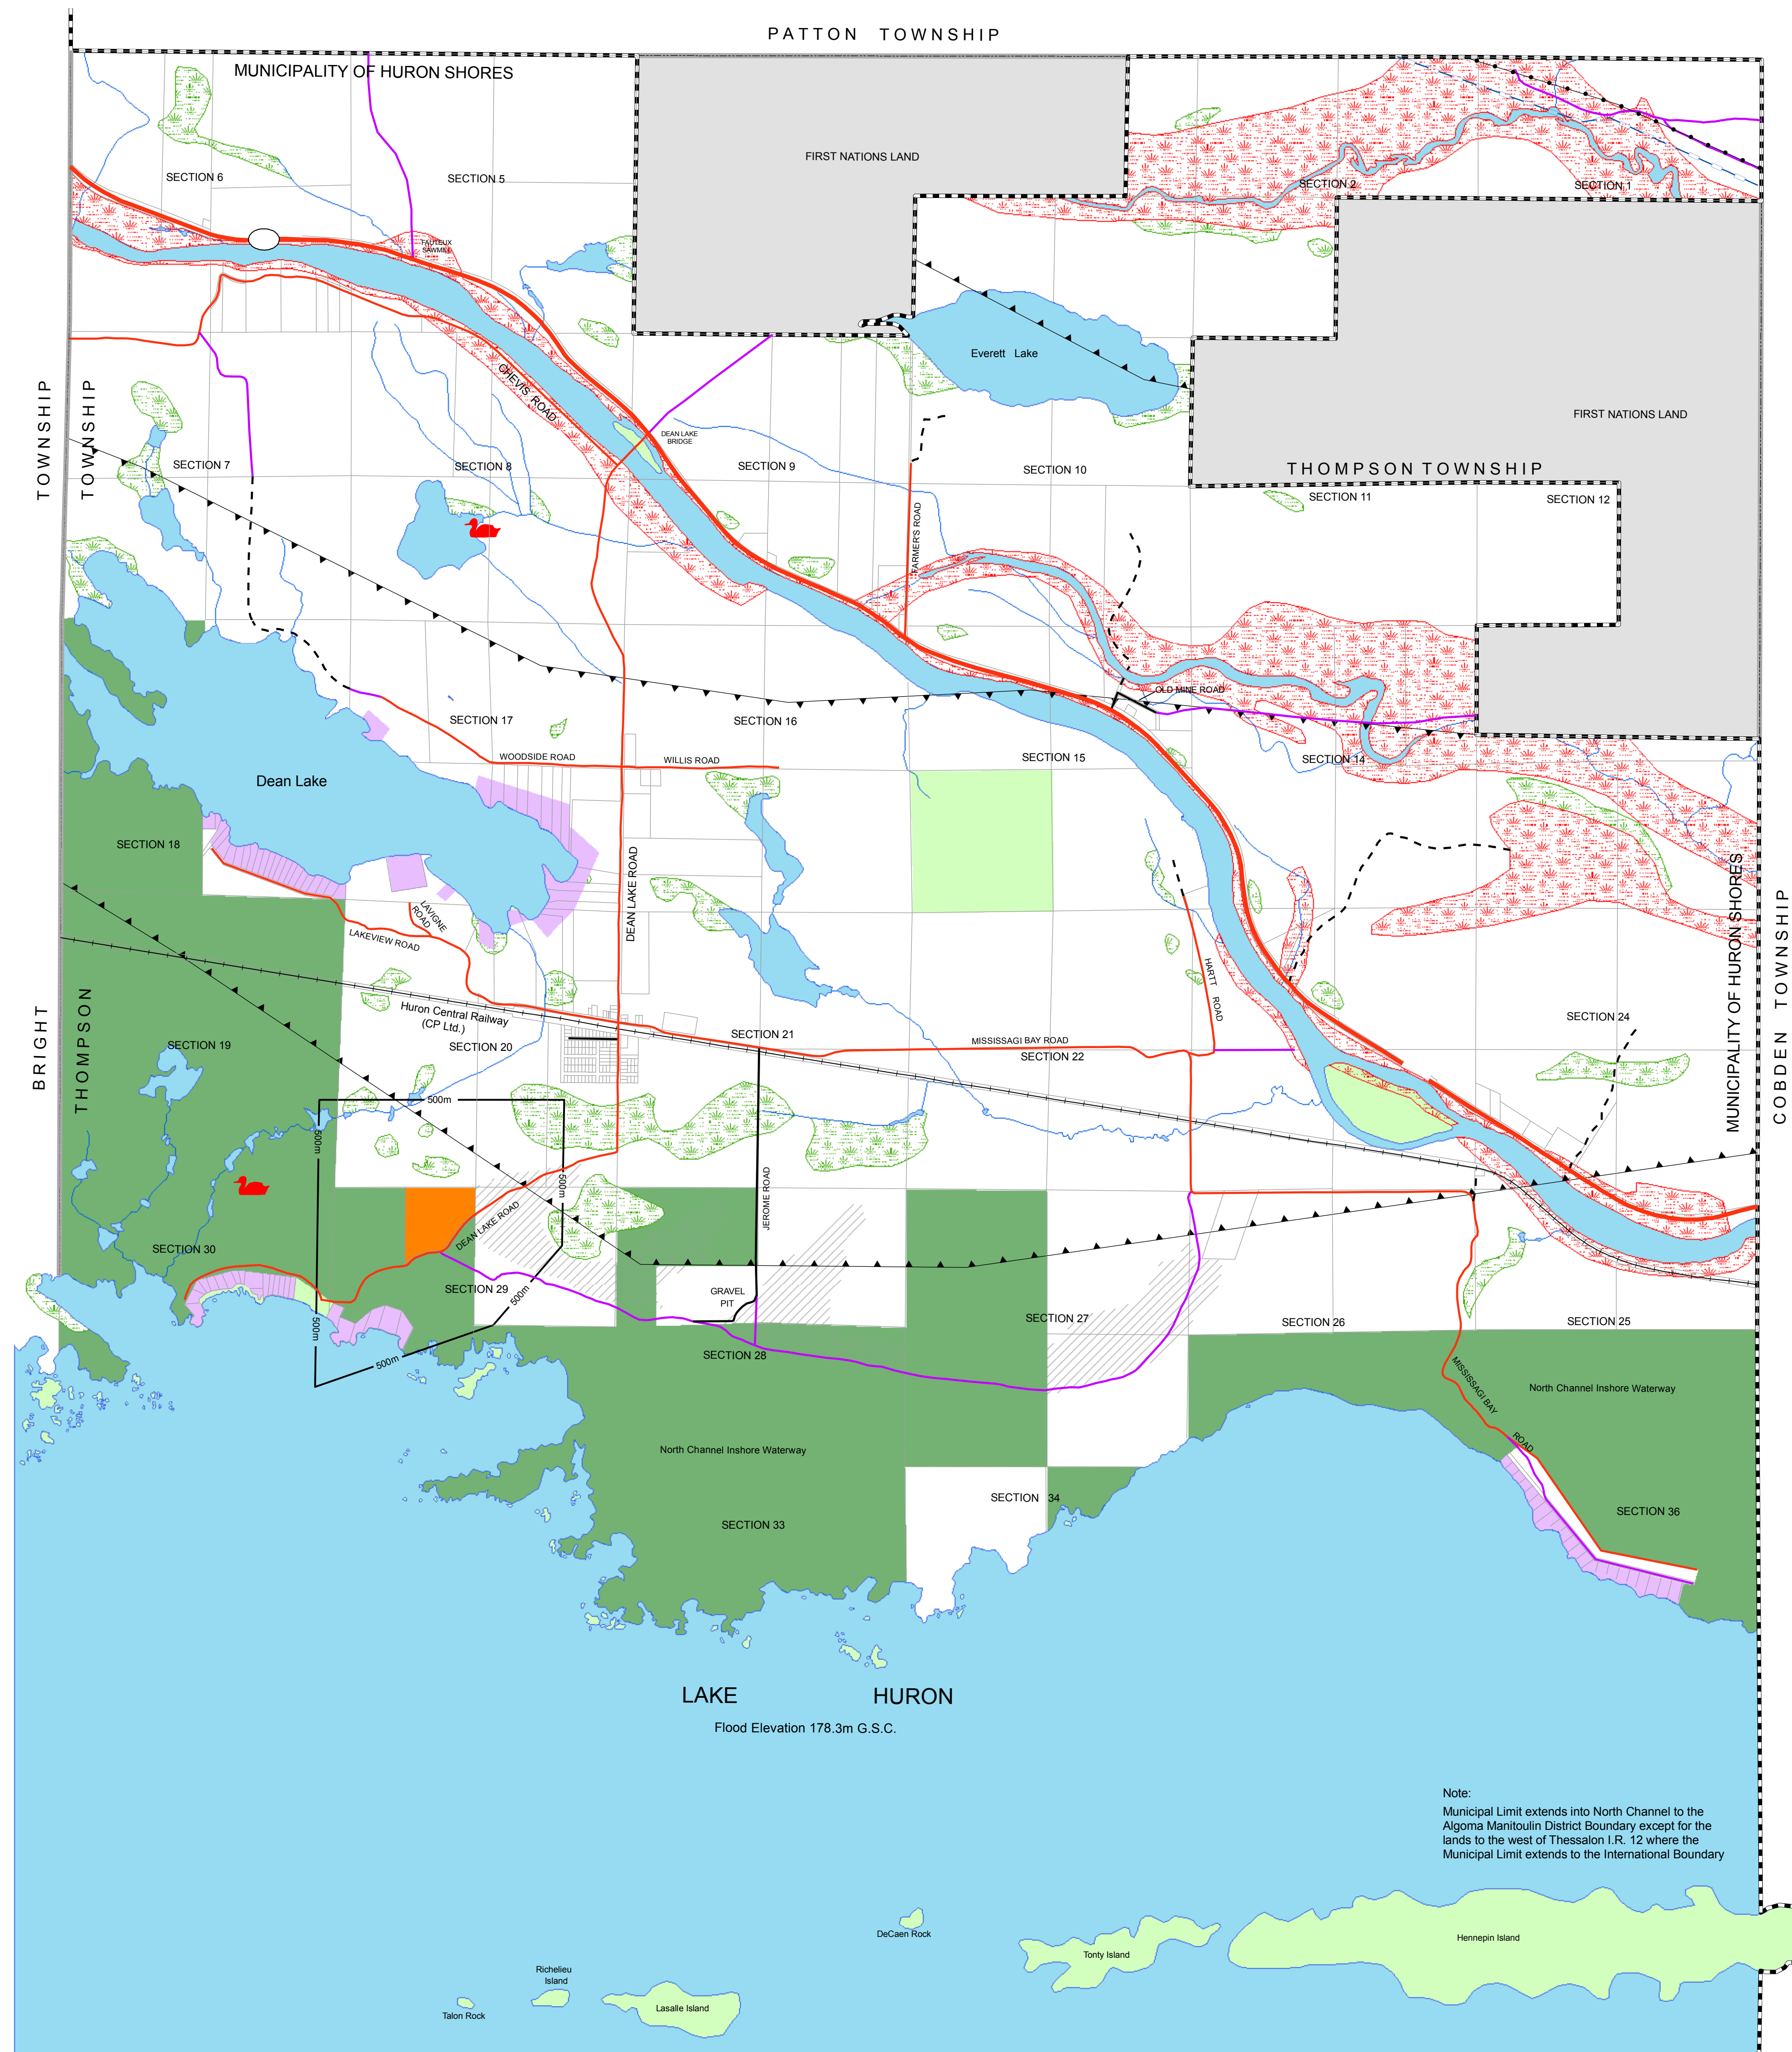 PATTON TOWNSHIP
MUNICIPALITY OF HURON SHORES
FIRST NATIONS LAND
SECTION 6
SECTION 5
SECTION 2
SECTION 1
FAUTEUX
SAWMILL
Everett Lake
CHEVIS ROAD
TOWNSHIP
TOWNSHIP
FIRST NATIONS LAND
DEAN LAKE
BRIDGE
SECTION 7
SECTION 8
SECTION 9
SECTION 10
THOMPSON TOWNSHIP
SECTION 11
SECTION 12
FARMER'S ROAD
OLD MINE ROAD
SECTION 17
SECTION 16
WOODSIDE ROAD
WILLIS ROAD
SECTION 15
SECTION 14
Dean Lake
SECTION 18
DEAN LAKE ROAD
LAVIGNE
ROAD
LAKEVIEW ROAD
HARTT ROAD
MUNICIPALITY OF HURON SHORES
COBDEN TOWNSHIP
BRIGHT
THOMPSON
Huron Central Railway
(CP Ltd.)
SECTION 24
SECTION 19
SECTION 20
SECTION 21
MISSISSAGI BAY ROAD
SECTION 22
500m
500m
500m
JEROME ROAD
DEAN LAKE ROAD
SECTION 30
SECTION 29
500m
GRAVEL
PIT
500m
500m
SECTION 27
SECTION 26
SECTION 25
SECTION 28
MISSISSAGI BAY
ROAD
North Channel Inshore Waterway
North Channel Inshore Waterway
SECTION 34
SECTION 33
SECTION 36
LAKE HURON
Flood Elevation 178.3m G.S.C.
Note:
Municipal Limit extends into North Channel to the
Algoma Manitoulin District Boundary except for the
lands to the west of Thessalon I.R. 12 where the
Municipal Limit extends to the International Boundary
DeCaen Rock
Tonty Island
Hennepin Island
Richelieu
Island
Talon Rock
Lasalle Island